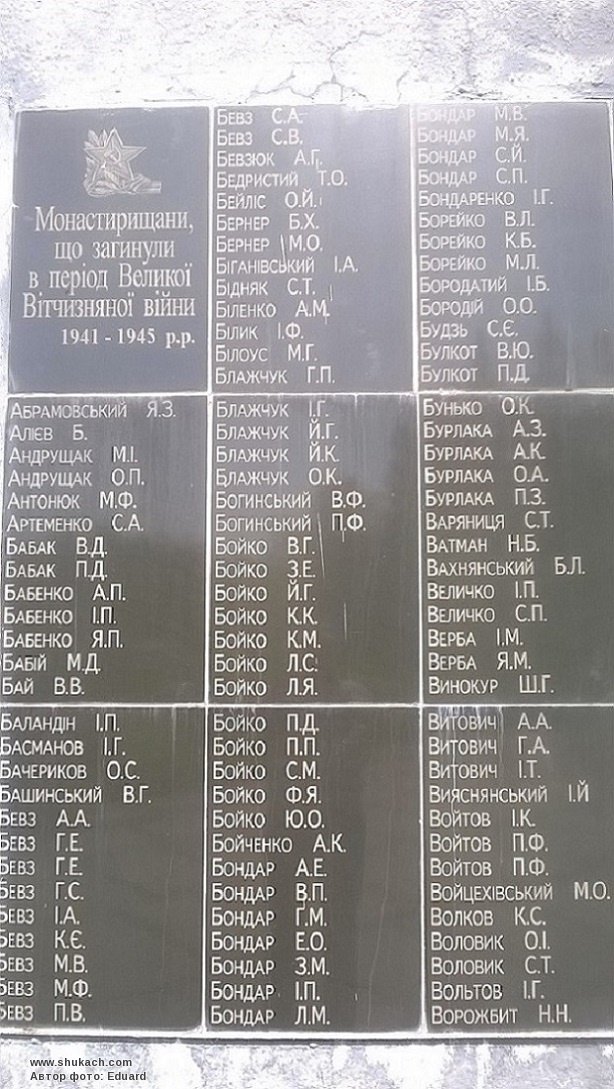 Монастирищани,
що загинули
в період Великої
Вітчизняної війни
1941 - 1945 р.р.
Абрамовський Я.З.
Алієв Б.
Андрущак М.І.
Андрущак О.П.
Антонюк М.Ф.
Артеменко С.А.
Бабак В.Д.
Бабак П.Д.
Бабенко А.П.
Бабенко І.П.
Бабенко Я.П.
Бабій М.Д.
Бай В.В.
Баландін І.П.
Басманов І.Г.
Бачериков О.С.
Башинський В.Г.
Бевз А.А.
Бевз Г.Е.
Бевз Г.Е.
Бевз Г.С.
Бевз І.А.
Бевз К.Є.
Бевз М.В.
Бевз М.Ф.
Бевз П.В.
Бевз С.А.
Бевз С.В.
Бевзюк А.Г.
Бедристий Т.О.
Бейліс О.Й.
Бернер Б.Х.
Бернер М.О.
Біганівський І.А.
Бідняк С.Т.
Біленко А.М.
Білик І.Ф.
Білоус М.Г.
Блажчук Г.П.
Блажчук І.Г.
Блажчук Й.Г.
Блажчук Й.К.
Блажчук О.К.
Богинський В.Ф.
Богинський П.Ф.
Бойко В.Г.
Бойко З.Е.
Бойко Й.Г.
Бойко К.К.
Бойко К.М.
Бойко Л.С.
Бойко Л.Я.
Бойко П.Д.
Бойко П.П.
Бойко С.М.
Бойко Ф.Я.
Бойко Ю.О.
Бойченко А.К.
Бондар А.Е.
Бондар В.П.
Бондар Г.М.
Бондар Е.О.
Бондар З.М.
Бондар І.П.
Бондар Л.М.
Бондар М.В.
Бондар М.Я.
Бондар С.Й.
Бондар С.П.
Бондаренко І.Г.
Борейко В.Л.
Борейко К.Б.
Борейко М.Л.
Бородатий І.Б.
Бородій О.О.
Будзь С.Є.
Булкот В.Ю.
Булкот П.Д.
Бунько О.К.
Бурлака А.З.
Бурлака А.К.
Бурлака О.А.
Бурлака П.З.
Варяниця С.Т.
Ватман Н.Б.
Вахнянський Б.Л.
Величко І.П.
Величко С.П.
Верба І.М.
Верба Я.М.
Винокур Ш.Г.
Витович А.А.
Витович Г.А.
Витович І.Т.
Вияснянський І.Й
Войтов І.К.
Войтов П.Ф.
Войтов П.Ф.
Войцехівський М.О.
Волков К.С.
Воловик О.І.
Воловик С.Т.
Вольтов І.Г.
Ворожбит Н.Н.
www.shukach.com
Автор фото: Eduard